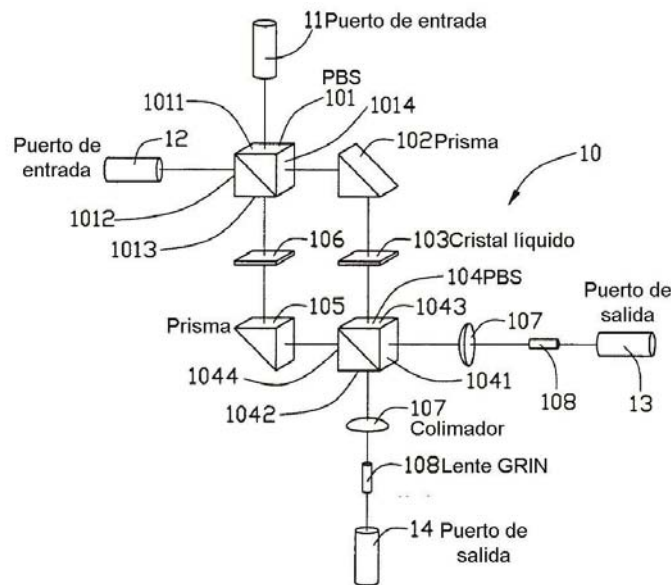 11 Puerto de entrada
PBS
1011
101
1014
Puerto de
entrada
12
102 Prisma
10
1012
1013
106
103 Cristal líquido
104 PBS
Prisma
105
1043
107
Puerto de
salida
1044
1042
1041
108
13
107
Colimador
108 Lente GRIN
14 Puerto de
salida